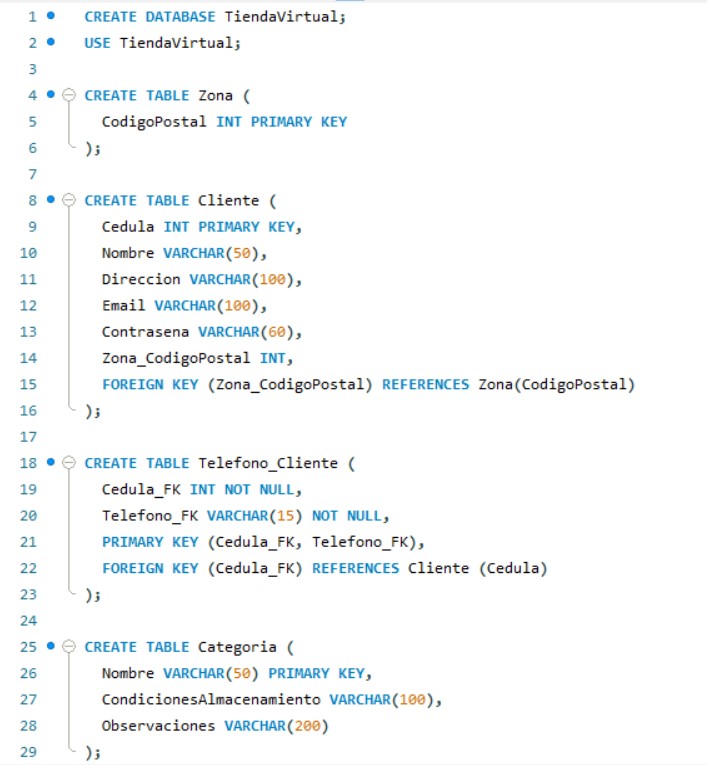 1 CREATE DATABASE TiendaVirtual;
2 USE TiendaVirtual;
3
4 CREATE TABLE Zona (
5 CodigoPostal INT PRIMARY KEY
6 );
7
8 CREATE TABLE Cliente (
9 Cedula INT PRIMARY KEY,
10 Nombre VARCHAR(50),
11 Direccion VARCHAR(100),
12 Email VARCHAR(100),
13 Contrasena VARCHAR(60),
14 Zona_CodigoPostal INT,
15 FOREIGN KEY (Zona_CodigoPostal) REFERENCES Zona(CodigoPostal)
16 );
17
18 CREATE TABLE Telefono_Cliente (
19 Cedula_FK INT NOT NULL,
20 Telefono_FK VARCHAR(15) NOT NULL,
21 PRIMARY KEY (Cedula_FK, Telefono_FK),
22 FOREIGN KEY (Cedula_FK) REFERENCES Cliente (Cedula)
23 );
24
25 CREATE TABLE Categoria (
26 Nombre VARCHAR(50) PRIMARY KEY,
27 CondicionesAlmacenamiento VARCHAR(100),
28 Observaciones VARCHAR(200)
29 );